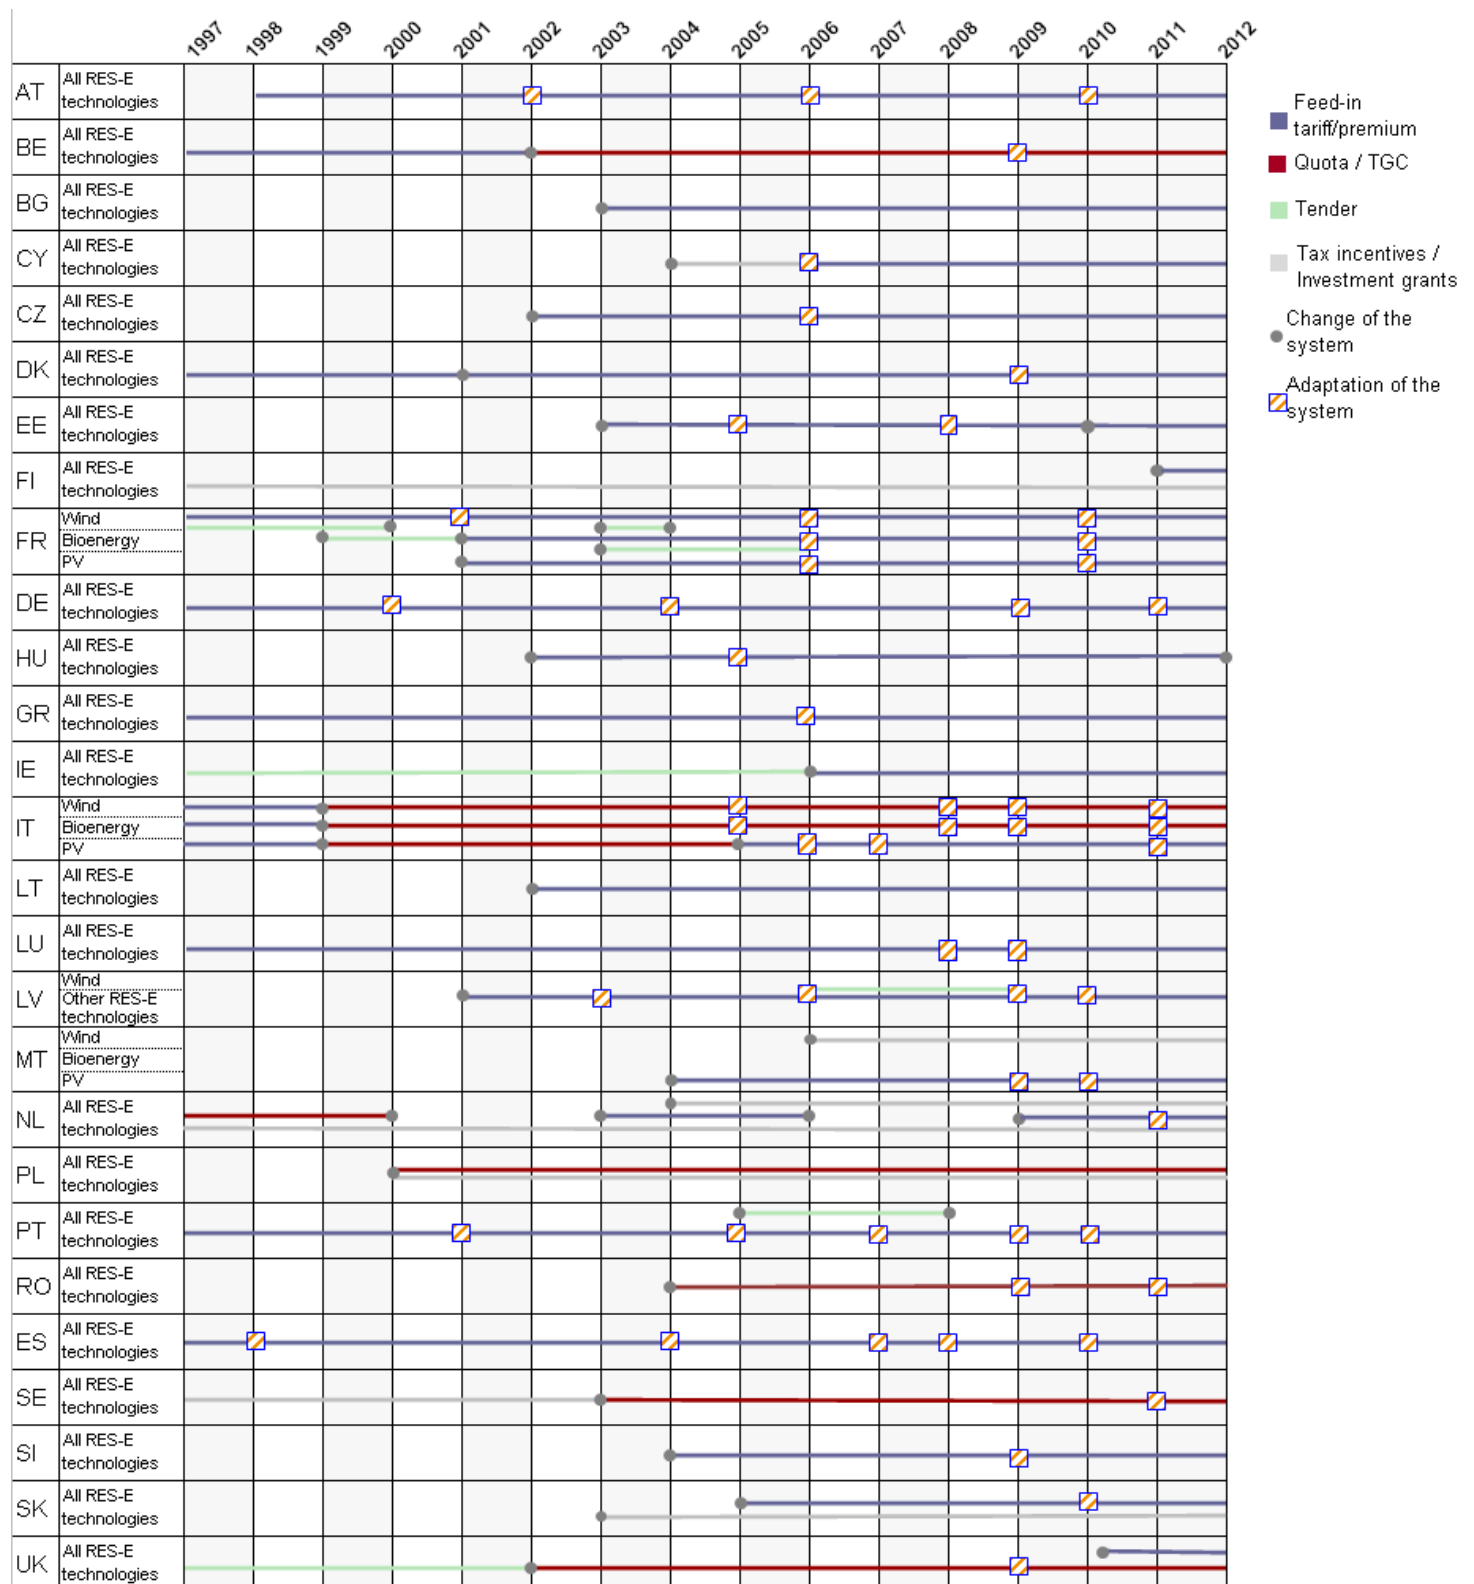 1997 1998 1999 2000 2001 2002 2003 2004 2005 2006 2007 2008 2009 2010 2011 2012
AT All RES-E
technologies
BE All RES-E
technologies
BG All RES-E
technologies
CY All RES-E
technologies
CZ All RES-E
technologies
DK All RES-E
technologies
EE All RES-E
technologies
FI All RES-E
technologies
FR Wind
Bioenergy
PV
DE All RES-E
technologies
HU All RES-E
technologies
GR All RES-E
technologies
IE All RES-E
technologies
IT Wind
Bioenergy
PV
LT All RES-E
technologies
LU All RES-E
technologies
LV Wind
Other RES-E
technologies
MT Wind
Bioenergy
PV
NL All RES-E
technologies
PL All RES-E
technologies
PT All RES-E
technologies
RO All RES-E
technologies
ES All RES-E
technologies
SE All RES-E
technologies
SI All RES-E
technologies
SK All RES-E
technologies
UK All RES-E
technologies
Feed-in
tariff/premium
Quota / TGC
Tender
Tax incentives /
Investment grants
Change of the
system
Adaptation of the
system